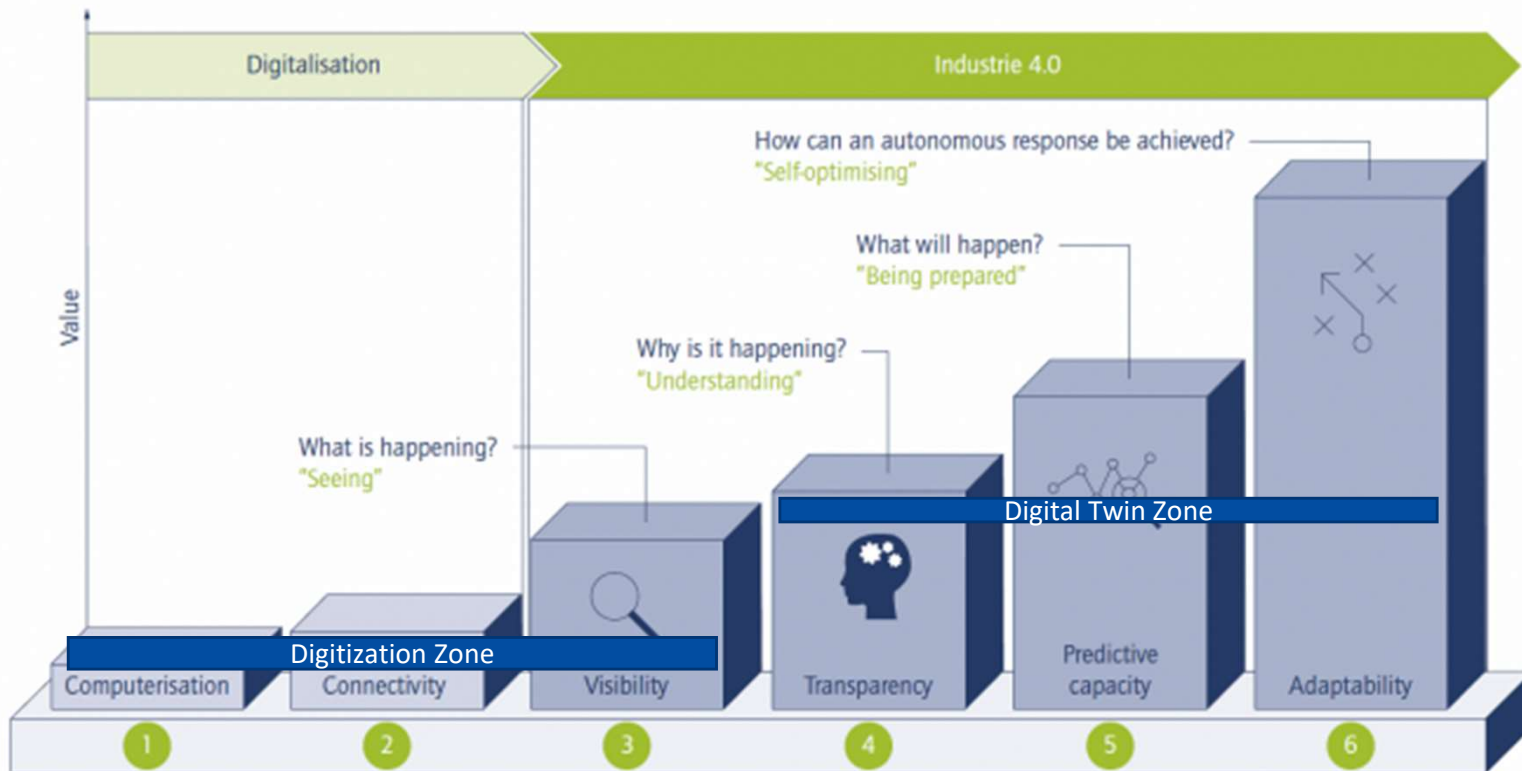 Digitalisation
Industrie 4.0
How can an autonomous response be achieved?
"Self-optimising"
What will happen?
"Being prepared"
Why is it happening?
"Understanding"
What is happening?
"Seeing"
Value
Digital Twin Zone
Digitization Zone
Computerisation
Connectivity
Visibility
Transparency
Predictive
capacity
Adaptability
1
2
3
4
5
6